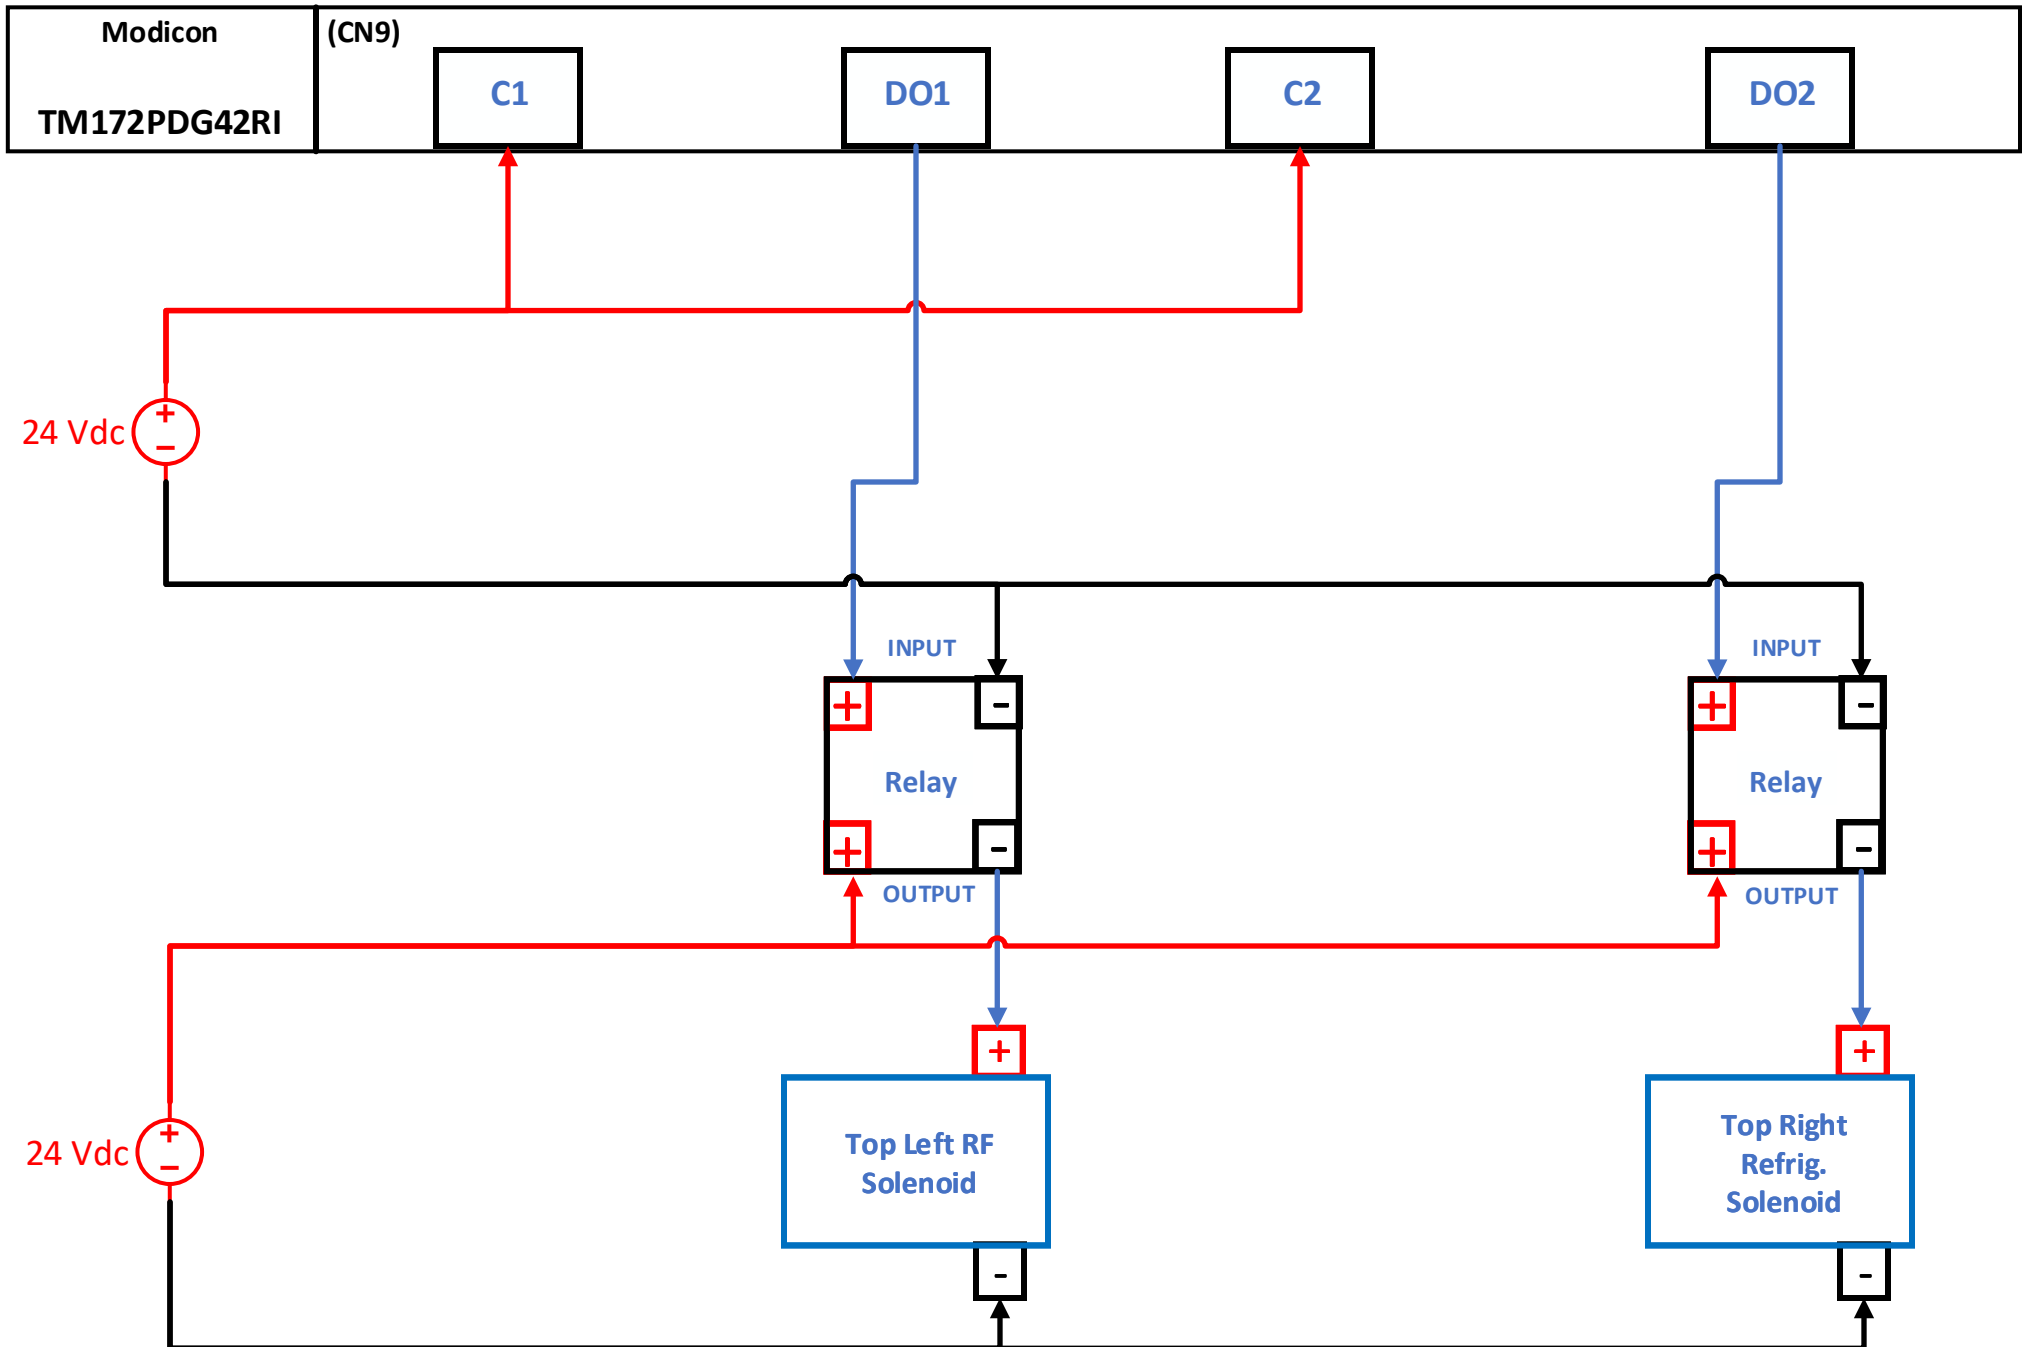 Modicon
TM172PDG42RI
(CN9)
C1
DO1
C2
DO2
24 Vdc
+
−
INPUT
INPUT
+
-
+
-
Relay
Relay
+
-
+
-
OUTPUT
OUTPUT
24 Vdc
+
−
+
+
Top Left RF
Solenoid
Top Right
Refrig.
Solenoid
-
-